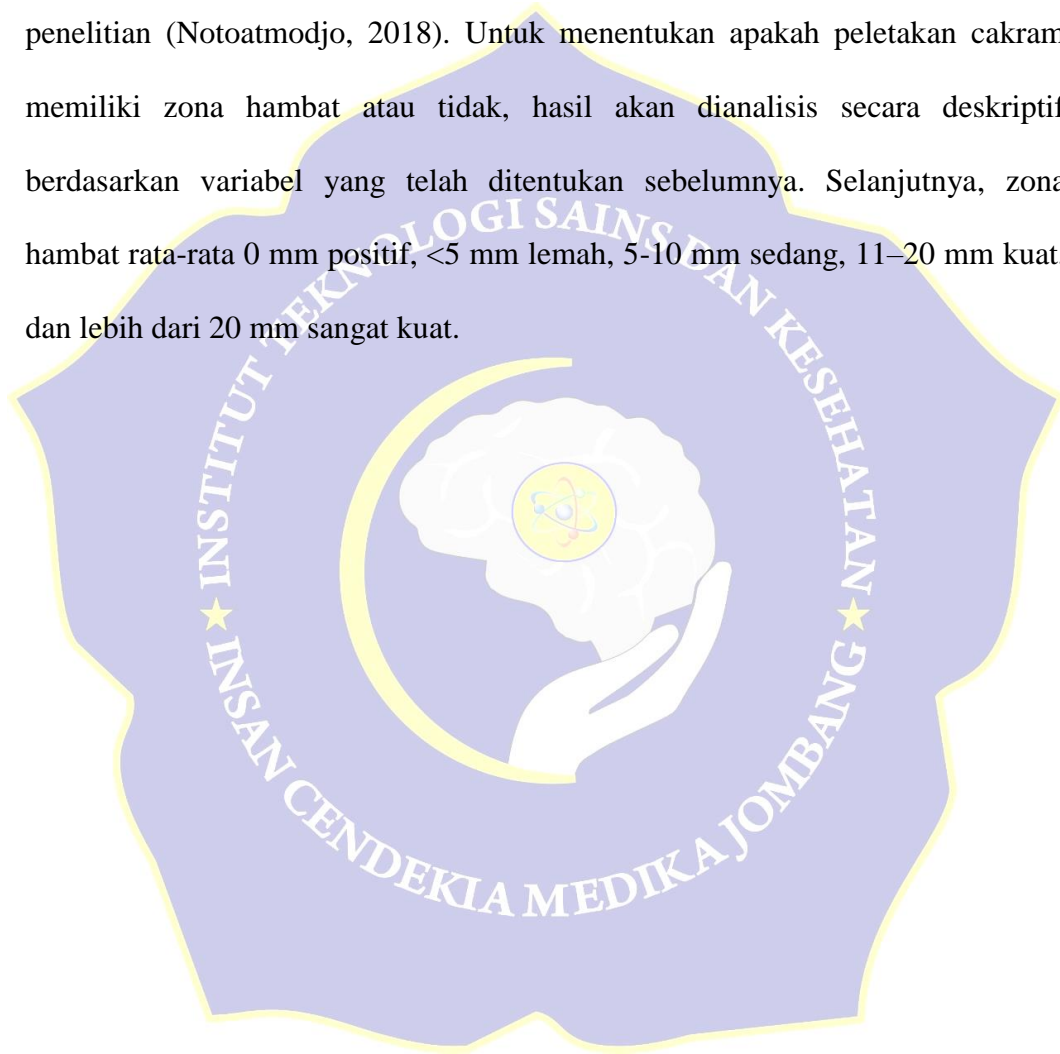 penelitian (Notoatmodjo, 2018). Untuk menentukan apakah peletakan cakram
memiliki zona hambat atau tidak, hasil akan dianalisis secara deskriptif
berdasarkan variabel yang telah ditentukan sebelumnya. Selanjutnya, zona
hambat rata-rata 0 mm positif, <5 mm lemah, 5-10 mm sedang, 11–20 mm kuat,
dan lebih dari 20 mm sangat kuat.
INSTITUT TEKNOLOGI SAINS DAN KESEHATAN
INSAN CENDEKIA MEDIKA JOMBANG